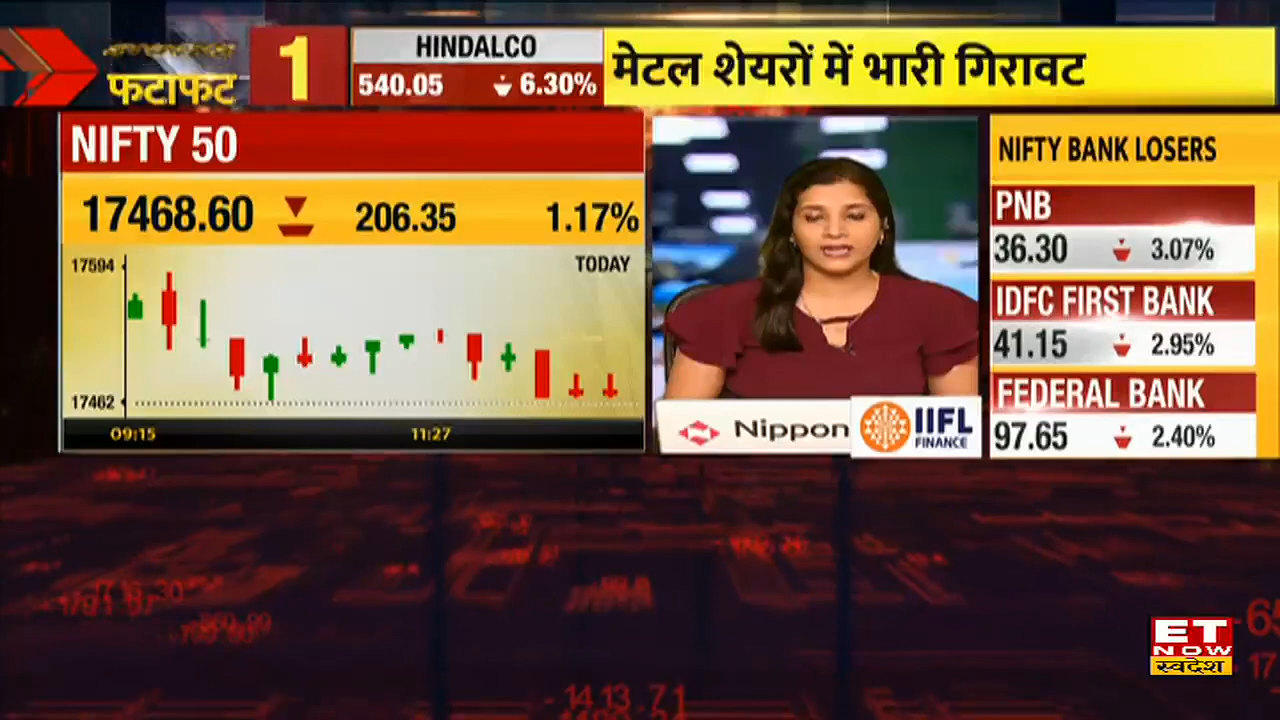 फटाफट
1
HINDALCO
540.05 6.30%
मेटल शेयरों में भारी गिरावट
NIFTY 50
17468.60 206.35 1.17%
17594
TODAY
17462
09:15 11:27
Nippon
IIFL
FINANCE
NIFTY BANK LOSERS
PNB
36.30 3.07%
IDFC FIRST BANK
41.15 2.95%
FEDERAL BANK
97.65 2.40%
1413.71
ET
NOW
स्वदेश